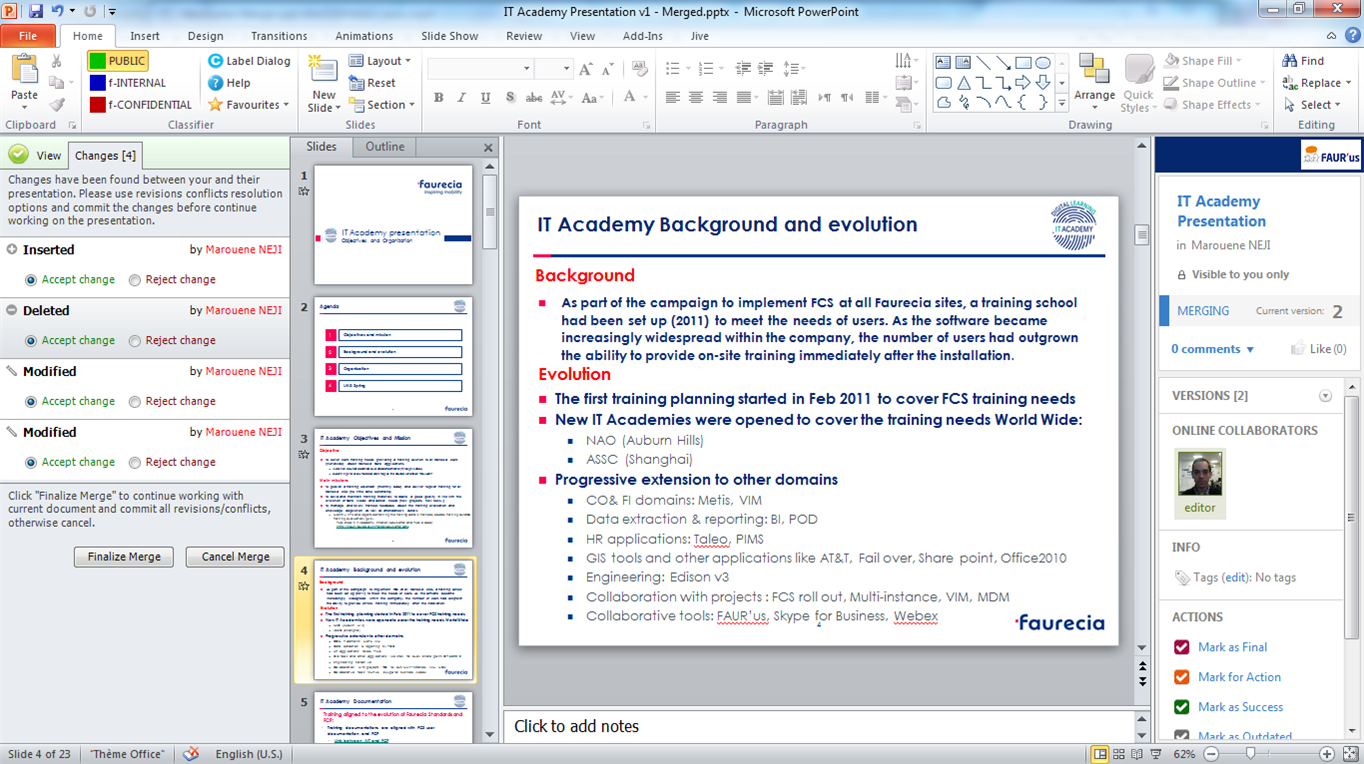 IT Academy Presentation v1 - Merged.pptx - Microsoft PowerPoint
File Home Insert Design Transitions Animations Slide Show Review View Add-Ins Jive
PUBLIC Label Dialog Layout Find
f-INTERNAL Help Reset Replace
f-CONFIDENTIAL Favourites Section Select
Paste New Slide Arrange Quick Styles Shape Fill
Shape Outline
Shape Effects
Clipboard Classifier Slides Font Paragraph Drawing Editing
View Changes [4]
Changes have been found between your and their
presentation. Please use revisions conflicts resolution
options and commit the changes before continue
working on the presentation.
Inserted by Marouene NEJI
Accept change Reject change
Deleted by Marouene NEJI
Accept change Reject change
Modified by Marouene NEJI
Accept change Reject change
Modified by Marouene NEJI
Accept change Reject change
Click "Finalize Merge" to continue working with
current document and commit all revisions/conflicts,
otherwise cancel.
Finalize Merge Cancel Merge
Slides Outline
1
faurecia
inspiring mobility
IT Academy presentation
Objectives and Organization
2
Agenda
Objectives and mission
Background and evolution
Organization
faurecia
3
IT Academy Objectives and Mission
faurecia
4
IT Academy Background and evolution
faurecia
5
IT Academy Documentation
Training aligned to the evolution of Faurecia Standards and
FCP:
IT Academy Background and evolution
DIGITAL LEARNING
IT ACADEMY
Background
As part of the campaign to implement FCS at all Faurecia sites, a training school
had been set up (2011) to meet the needs of users. As the software became
increasingly widespread within the company, the number of users had outgrown
the ability to provide on-site training immediately after the installation.
Evolution
The first training planning started in Feb 2011 to cover FCS training needs
New IT Academies were opened to cover the training needs World Wide:
NAO (Auburn Hills)
ASSC (Shanghai)
Progressive extension to other domains
CO& FI domains: Metis, VIM
Data extraction & reporting: BI, POD
HR applications: Taleo, PIMS
GIS tools and other applications like AT&T, Fail over, Share point, Office2010
Engineering: Edison v3
Collaboration with projects : FCS roll out, Multi-instance, VIM, MDM
Collaborative tools: FAUR'us, Skype for Business, Webex
faurecia
Click to add notes
FAUR'us
IT Academy
Presentation
in Marouene NEJI
Visible to you only
MERGING Current version: 2
0 comments Like (0)
VERSIONS [2]
ONLINE COLLABORATORS
editor
INFO
Tags (edit): No tags
ACTIONS
Mark as Final
Mark for Action
Mark as Success
Mark as Outdated
Slide 4 of 23 "Thème Office" English (U.S.) 62%